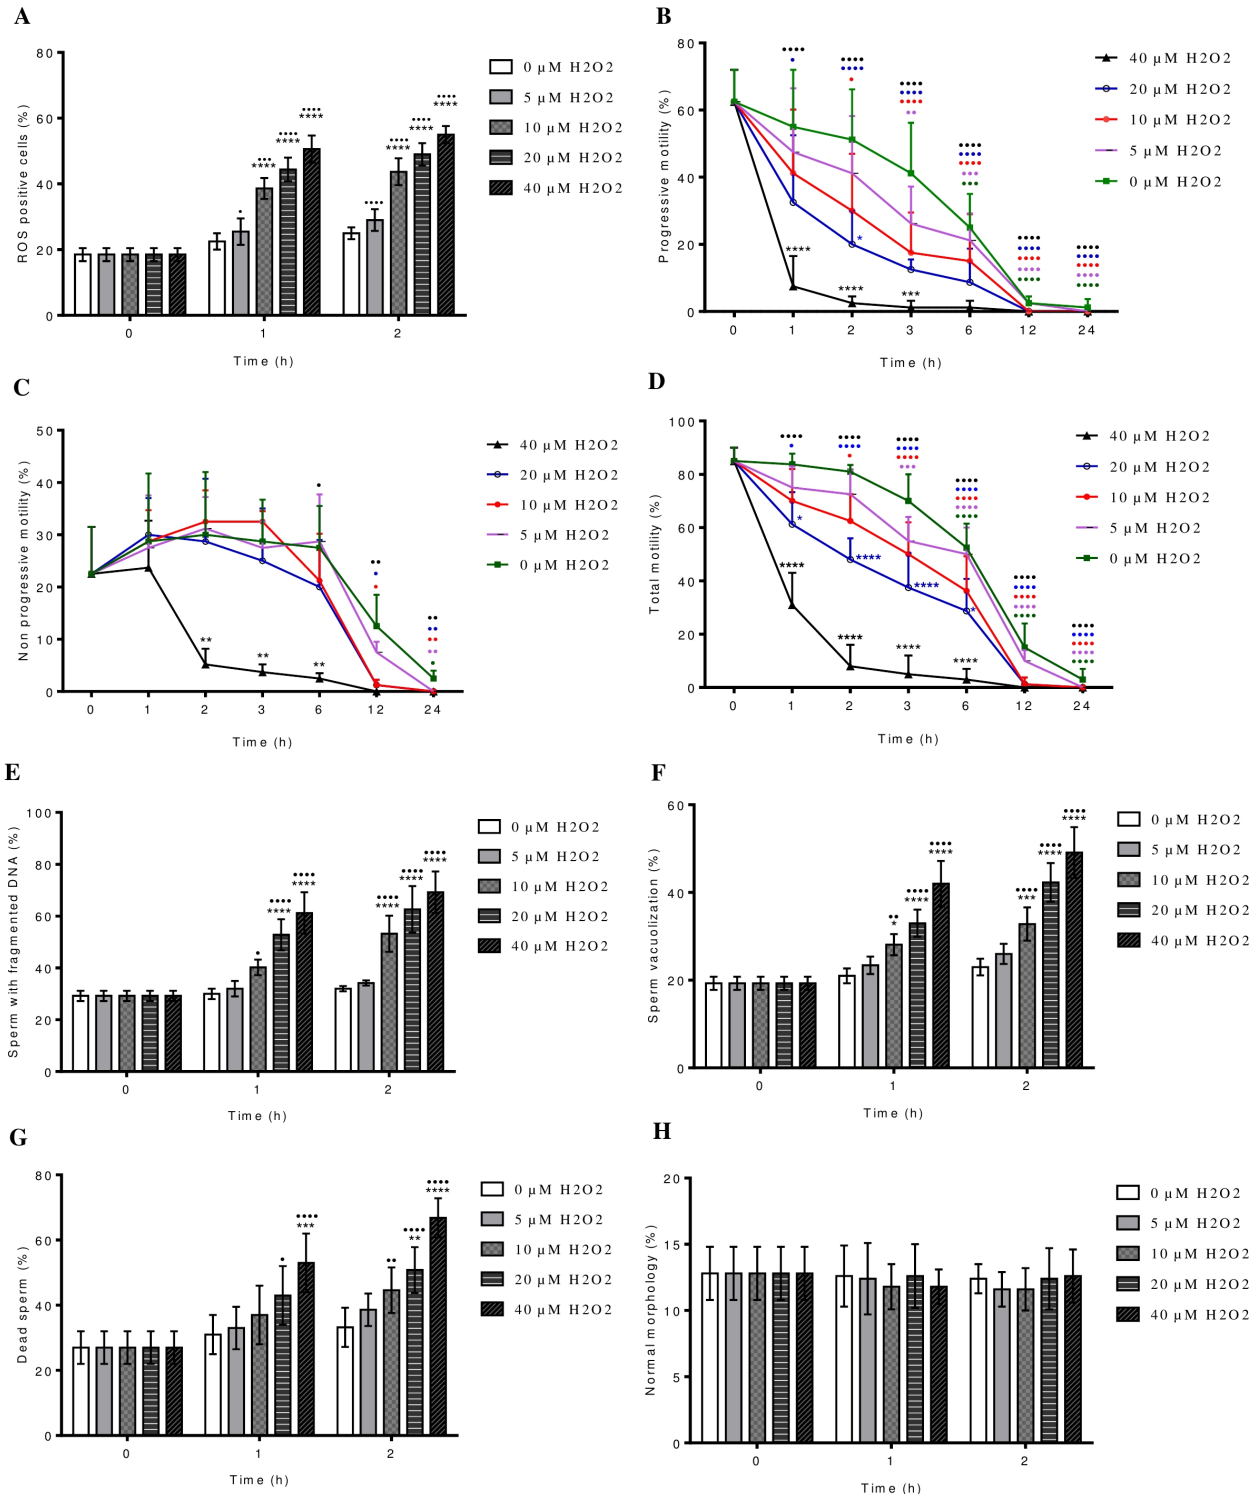 A
ROS positive cells (%)
80
60
40
20
0
0 1 2
Time (h)
0 µM H2O2
5 µM H2O2
10 µM H2O2
20 µM H2O2
40 µM H2O2
•
•••• ****
•••• ****
•••• ****
••••
•••• ****
•••• ****
•••• ****
B
Progressive motility (%)
80
60
40
20
0
0 1 2 3 6 12 24
Time (h)
40 µM H2O2
20 µM H2O2
10 µM H2O2
5 µM H2O2
0 µM H2O2
****
****
***
*
C
Non progressive motility (%)
50
40
30
20
10
0
0 1 2 3 6 12 24
Time (h)
40 µM H2O2
20 µM H2O2
10 µM H2O2
5 µM H2O2
0 µM H2O2
**
**
**
D
Total motility (%)
100
80
60
40
20
0
0 1 2 3 6 12 24
Time (h)
40 µM H2O2
20 µM H2O2
10 µM H2O2
5 µM H2O2
0 µM H2O2
****
****
****
****
*
****
****
*
E
Sperm with fragmented DNA (%)
100
80
60
40
20
0
0 1 2
Time (h)
0 µM H2O2
5 µM H2O2
10 µM H2O2
20 µM H2O2
40 µM H2O2
•
•••• ****
•••• ****
•••• ****
•••• ****
•••• ****
F
Sperm vacuolization (%)
60
40
20
0
0 1 2
Time (h)
0 µM H2O2
5 µM H2O2
10 µM H2O2
20 µM H2O2
40 µM H2O2
•• *
•••• ****
•••• ****
•••• ***
•••• ****
•••• ****
G
Dead sperm (%)
80
60
40
20
0
0 1 2
Time (h)
0 µM H2O2
5 µM H2O2
10 µM H2O2
20 µM H2O2
40 µM H2O2
•
•••• ***
••
•••• **
•••• ****
H
Normal morphology (%)
20
15
10
5
0
0 1 2
Time (h)
0 µM H2O2
5 µM H2O2
10 µM H2O2
20 µM H2O2
40 µM H2O2